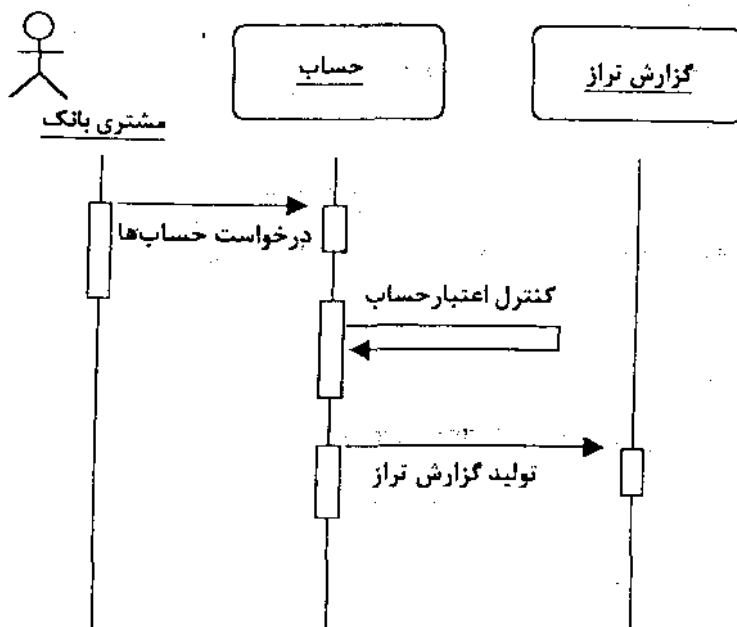 حساب
گزارش تراز
مشتری بانک
درخواست حساب‌ها
کنترل اعتبار حساب
تولید گزارش تراز